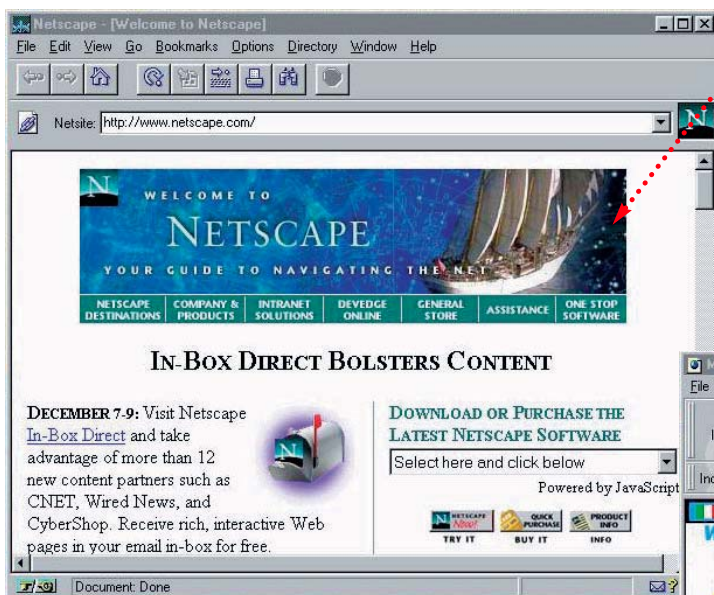 Netscape - [Welcome to Netscape]
File Edit View Go Bookmarks Options Directory Window Help
Netsite: http://www.netscape.com/
N
N
WELCOME TO
NETSCAPE
YOUR GUIDE TO NAVIGATING THE NET
NETSCAPE DESTINATIONS
COMPANY & PRODUCTS
INTRANET SOLUTIONS
DEVEDGE ONLINE
GENERAL STORE
ASSISTANCE
ONE STOP SOFTWARE
IN-BOX DIRECT BOLSTERS CONTENT
DECEMBER 7-9: Visit Netscape
In-Box Direct and take
advantage of more than 12
new content partners such as
CNET, Wired News, and
CyberShop. Receive rich, interactive Web
pages in your email in-box for free.
N
DOWNLOAD OR PURCHASE THE
LATEST NETSCAPE SOFTWARE
Select here and click below
Powered by JavaScript
N NETSCAPE Now!
TRY IT
QUICK PURCHASE
BUY IT
PRODUCT INFO
INFO
Document: Done
File